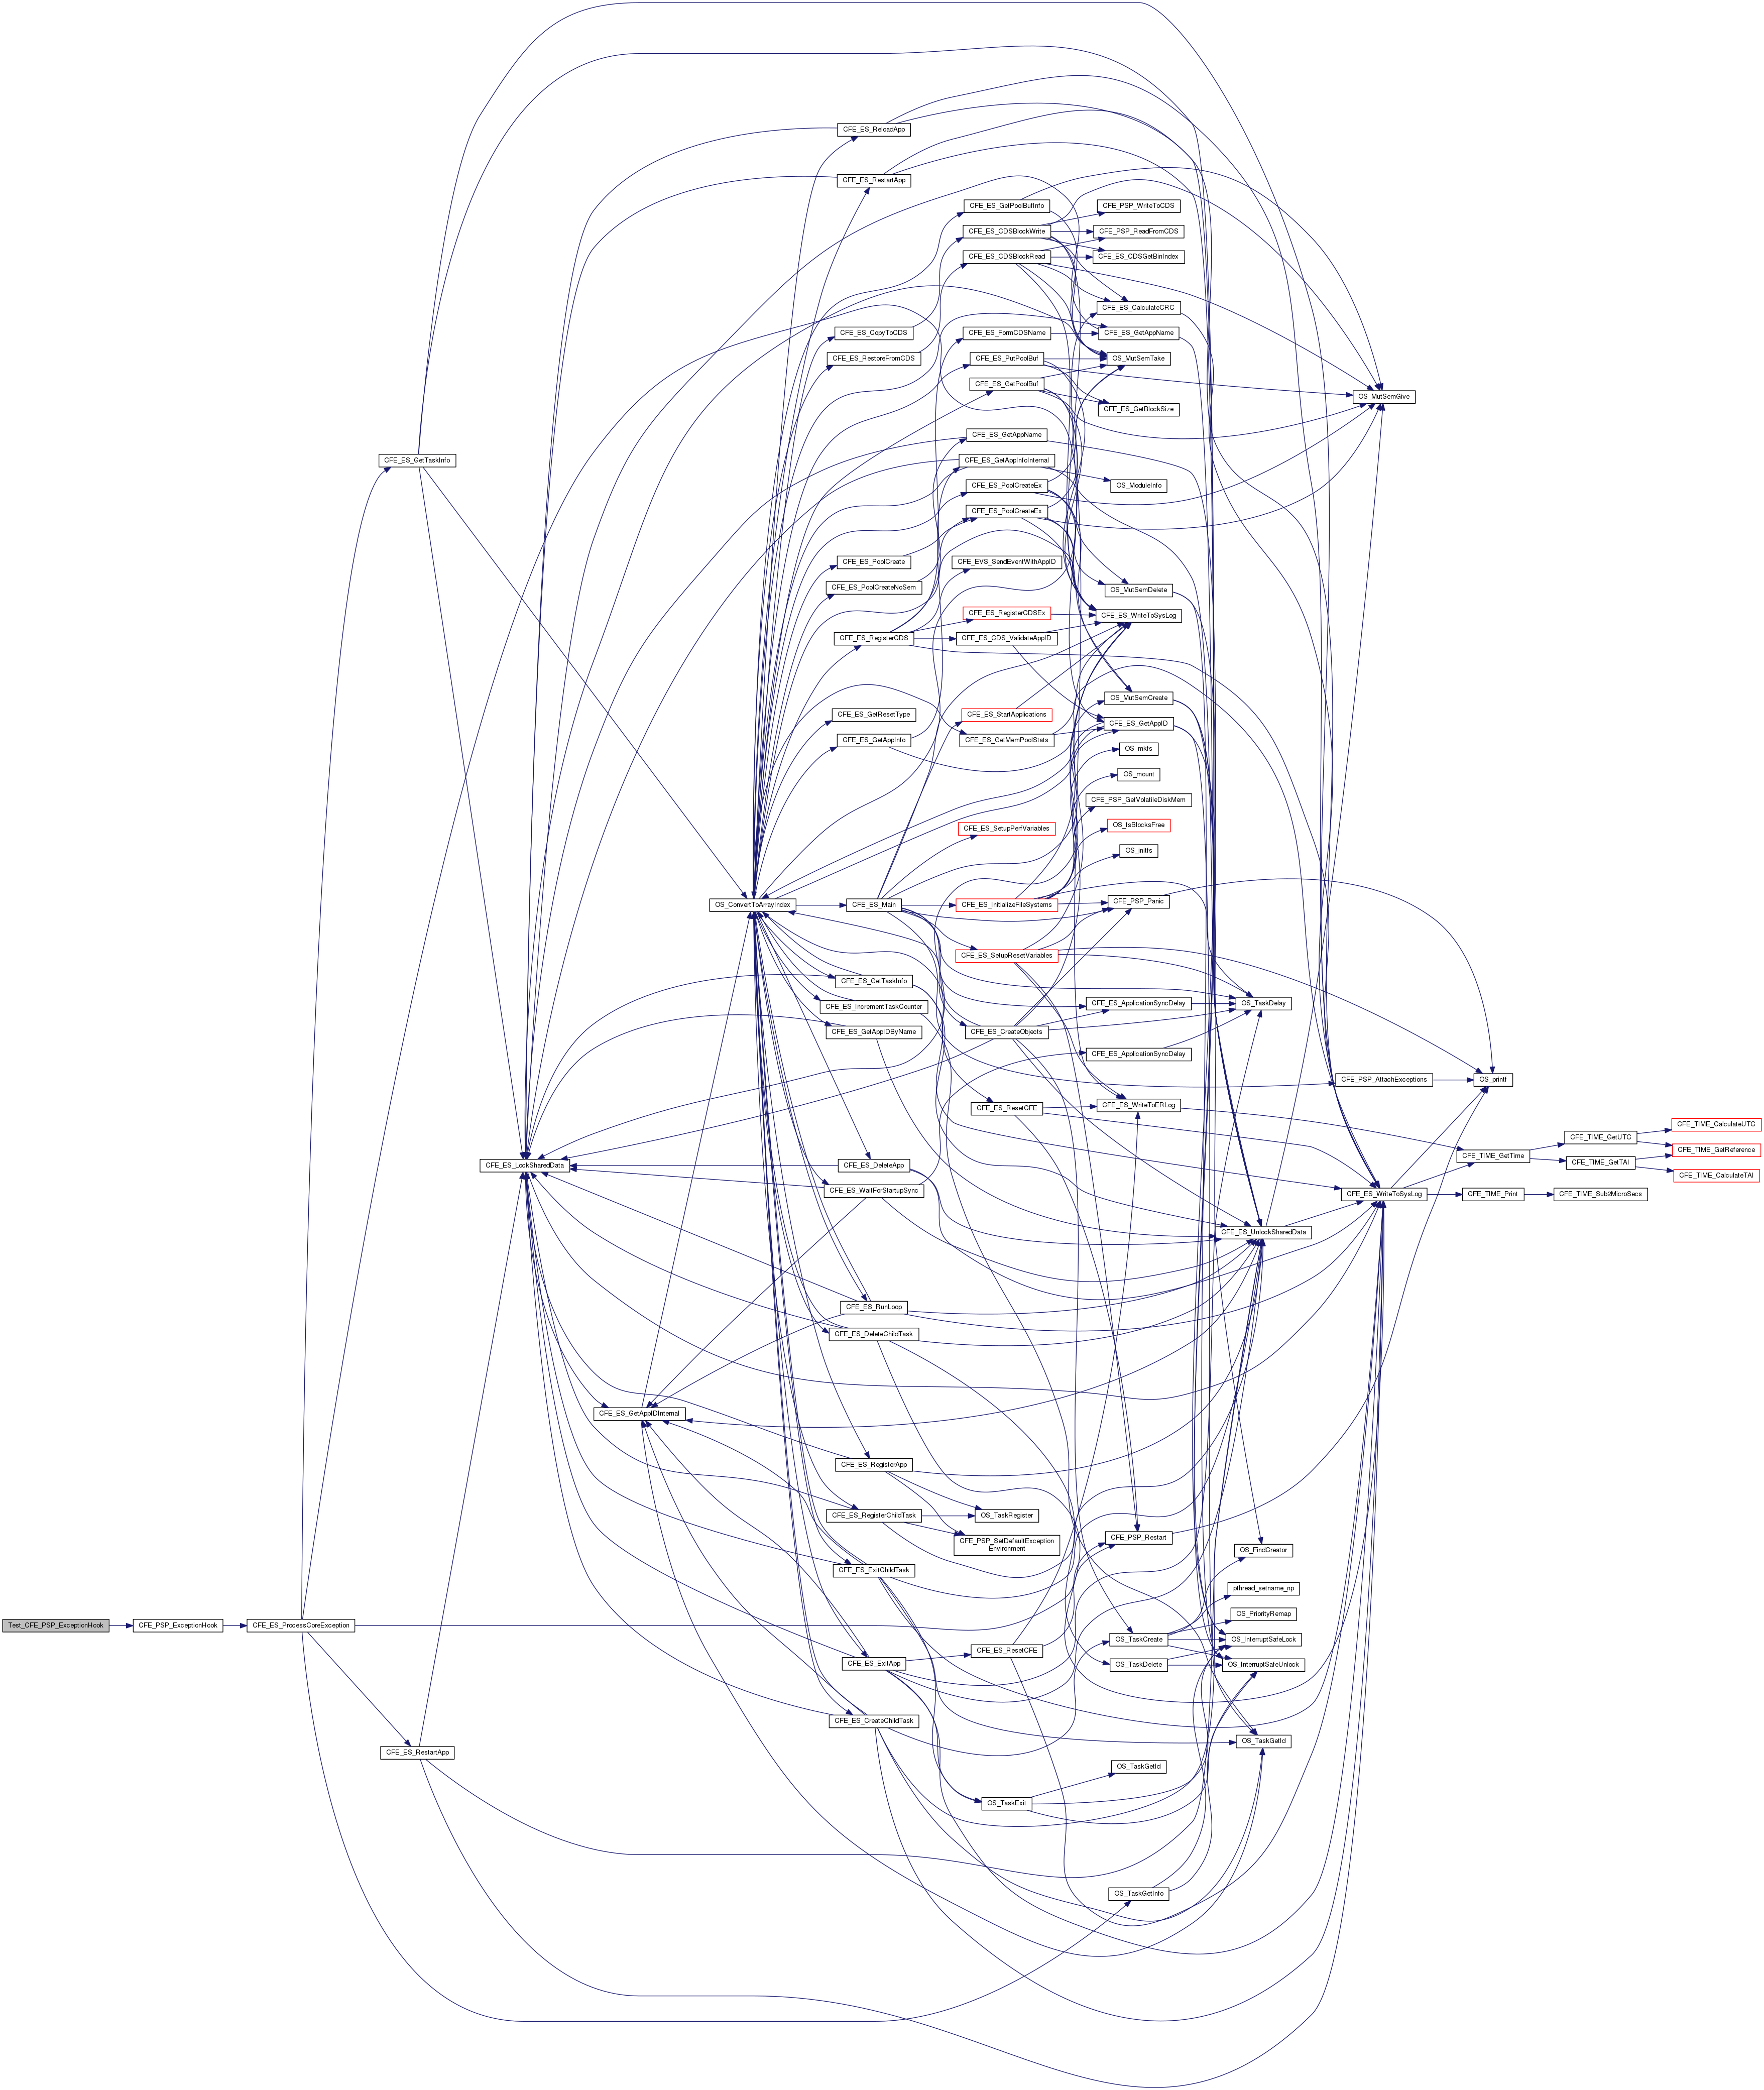 CFE_ES_ReloadApp
CFE_ES_RestartApp
CFE_ES_GetPoolBufInfo
CFE_PSP_WriteToCDS
CFE_ES_CDSBlockWrite
CFE_PSP_ReadFromCDS
CFE_ES_CDSBlockRead
CFE_ES_CDSGetBinIndex
CFE_ES_CalculateCRC
CFE_ES_CopyToCDS
CFE_ES_FormCDSName
CFE_ES_GetAppName
CFE_ES_RestoreFromCDS
CFE_ES_PutPoolBuf
OS_MutSemTake
CFE_ES_GetPoolBuf
OS_MutSemGive
CFE_ES_GetBlockSize
CFE_ES_GetAppName
CFE_ES_GetTaskInfo
CFE_ES_GetAppInfoInternal
CFE_ES_PoolCreateEx
OS_ModuleInfo
CFE_ES_PoolCreateEx
CFE_ES_PoolCreate
CFE_EVS_SendEventWithAppID
CFE_ES_PoolCreateNoSem
OS_MutSemDelete
CFE_ES_RegisterCDSEx
CFE_ES_WriteToSysLog
CFE_ES_RegisterCDS
CFE_ES_CDS_ValidateAppID
OS_MutSemCreate
CFE_ES_GetResetType
CFE_ES_StartApplications
CFE_ES_GetAppID
CFE_ES_GetAppInfo
CFE_ES_GetMemPoolStats
OS_mkfs
OS_mount
CFE_PSP_GetVolatileDiskMem
CFE_ES_SetupPerfVariables
OS_fsBlocksFree
OS_initfs
OS_ConvertToArrayIndex
CFE_ES_Main
CFE_ES_InitializeFileSystems
CFE_PSP_Panic
CFE_ES_SetupResetVariables
CFE_ES_GetTaskInfo
CFE_ES_IncrementTaskCounter
CFE_ES_ApplicationSyncDelay
OS_TaskDelay
CFE_ES_GetAppIDByName
CFE_ES_CreateObjects
CFE_ES_ApplicationSyncDelay
CFE_PSP_AttachExceptions
OS_printf
CFE_ES_ResetCFE
CFE_ES_WriteToERLog
CFE_TIME_CalculateUTC
CFE_TIME_GetUTC
CFE_TIME_GetTime
CFE_TIME_GetReference
CFE_ES_LockSharedData
CFE_ES_DeleteApp
CFE_TIME_GetTAI
CFE_TIME_CalculateTAI
CFE_ES_WaitForStartupSync
CFE_ES_WriteToSysLog
CFE_TIME_Print
CFE_TIME_Sub2MicroSecs
CFE_ES_UnlockSharedData
CFE_ES_RunLoop
CFE_ES_DeleteChildTask
CFE_ES_GetAppIDInternal
CFE_ES_RegisterApp
CFE_ES_RegisterChildTask
OS_TaskRegister
CFE_PSP_SetDefaultException
Environment
CFE_PSP_Restart
OS_FindCreator
CFE_ES_ExitChildTask
pthread_setname_np
OS_PriorityRemap
Test_CFE_PSP_ExceptionHook
CFE_PSP_ExceptionHook
CFE_ES_ProcessCoreException
OS_TaskCreate
OS_InterruptSafeLock
CFE_ES_ResetCFE
CFE_ES_ExitApp
OS_TaskDelete
OS_InterruptSafeUnlock
CFE_ES_CreateChildTask
OS_TaskGetId
CFE_ES_RestartApp
OS_TaskGetId
OS_TaskExit
OS_TaskGetInfo